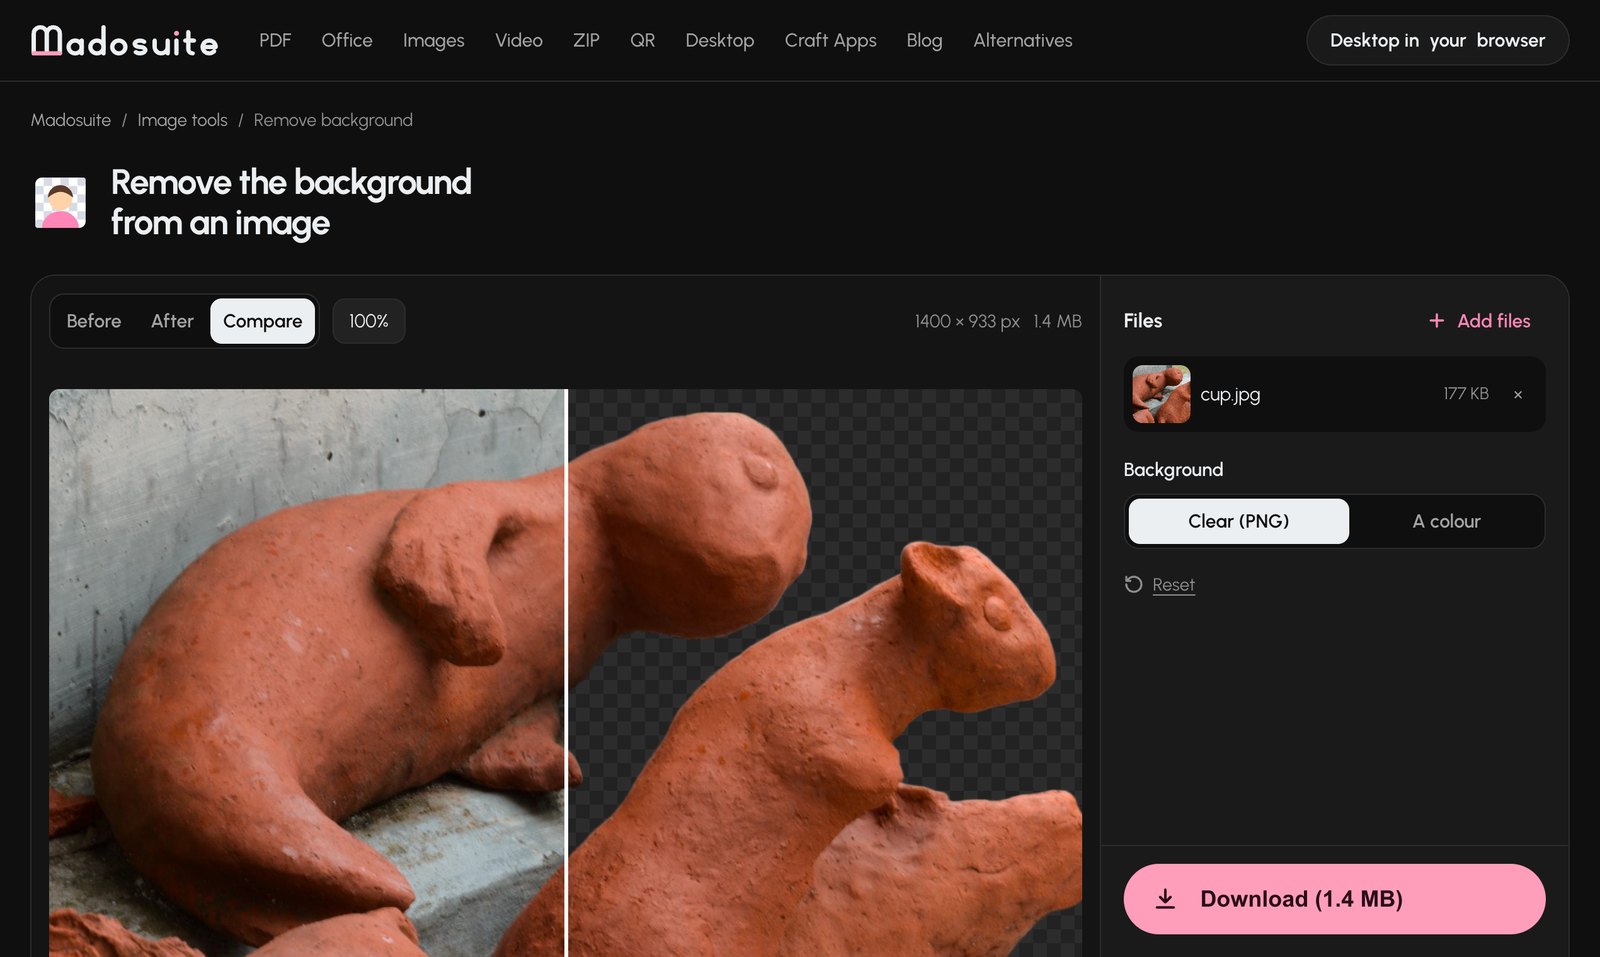 Madosuite
PDF
Office
Images
Video
ZIP
QR
Desktop
Craft Apps
Blog
Alternatives
Desktop in your browser
Madosuite / Image tools / Remove background
Remove the background
from an image
Before
After
Compare
100%
1400 × 933 px 1.4 MB
Files
+ Add files
cup.jpg
177 KB ×
Background
Clear (PNG)
A colour
Reset
Download (1.4 MB)